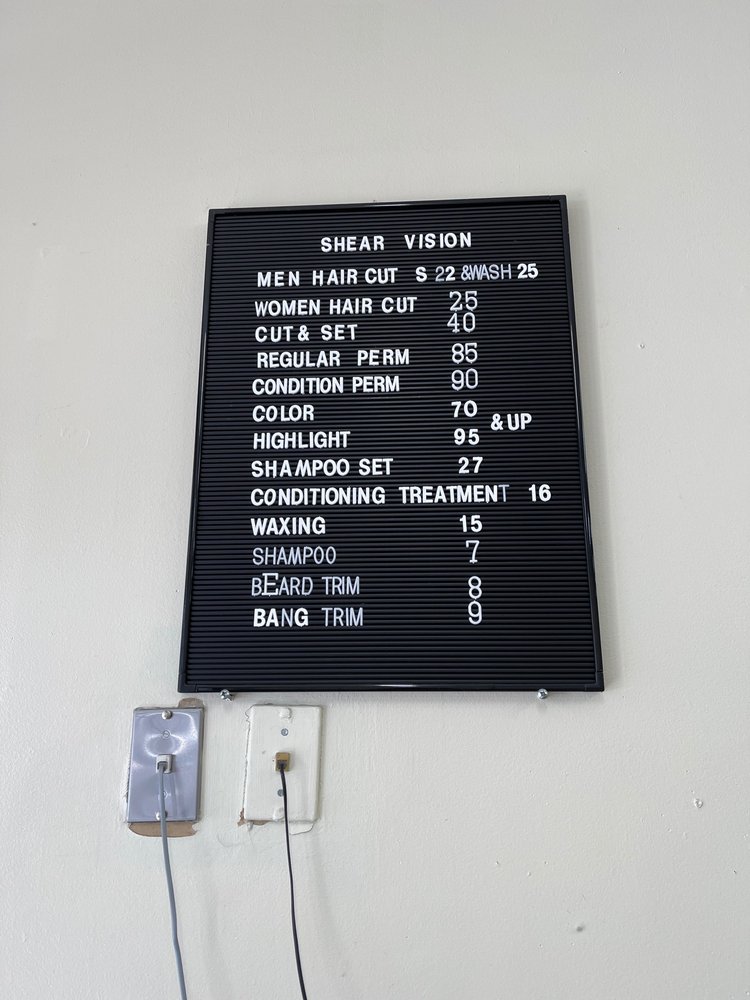 SHEAR VISION
MEN HAIR CUT S 22 &WASH 25
WOMEN HAIR CUT 25
CUT & SET 40
REGULAR PERM 85
CONDITION PERM 90
COLOR 70
& UP
HIGHLIGHT 95
SHAMPOO SET 27
CONDITIONING TREATMENT 16
WAXING 15
SHAMPOO 7
BEARD TRIM 8
BANG TRIM 9